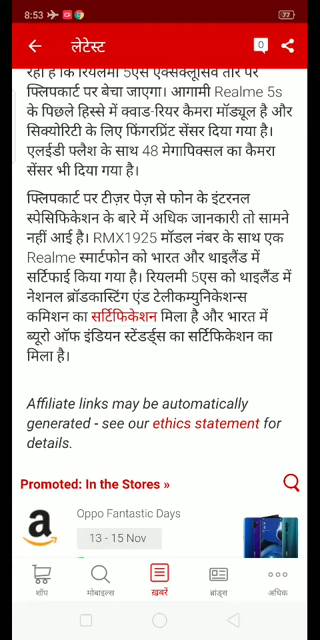 8:53
77
लेटेस्ट
0
रहा है कि रियलमी 5एस एक्सक्लूसिव तौर पर
फ्लिपकार्ट पर बेचा जाएगा। आगामी Realme 5s
के पिछले हिस्से में क्वाड-रियर कैमरा मॉड्यूल है और
सिक्योरिटी के लिए फिंगरप्रिंट सेंसर दिया गया है।
एलईडी फ्लैश के साथ 48 मेगापिक्सल का कैमरा
सेंसर भी दिया गया है।
फ्लिपकार्ट पर टीज़र पेज़ से फोन के इंटरनल
स्पेसिफिकेशन के बारे में अधिक जानकारी तो सामने
नहीं आई है। RMX1925 मॉडल नंबर के साथ एक
Realme स्मार्टफोन को भारत और थाइलैंड में
सर्टिफाई किया गया है। रियलमी 5एस को थाइलैंड में
नेशनल ब्रॉडकास्टिंग एंड टेलीकम्युनिकेशन्स
कमिशन का सर्टिफिकेशन मिला है और भारत में
ब्यूरो ऑफ इंडियन स्टेंडर्ड्स का सर्टिफिकेशन का
मिला है।
Affiliate links may be automatically
generated - see our ethics statement for
details.
Promoted: In the Stores »
Oppo Fantastic Days
13 - 15 Nov
a
शॉप
मोबाइल्स
ख़बरें
ब्रांड्स
अधिक